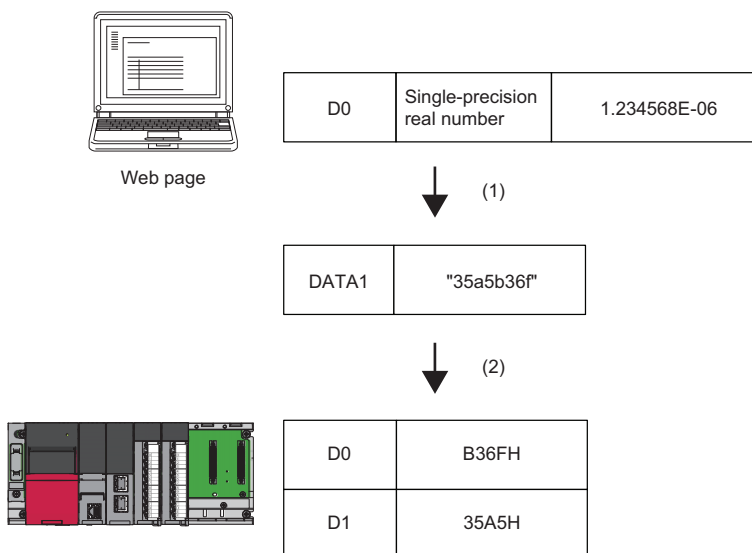 D0
Single-precision
real number
1.234568E-06
Web page
(1)
DATA1
"35a5b36f"
(2)
D0
B36FH
D1
35A5H